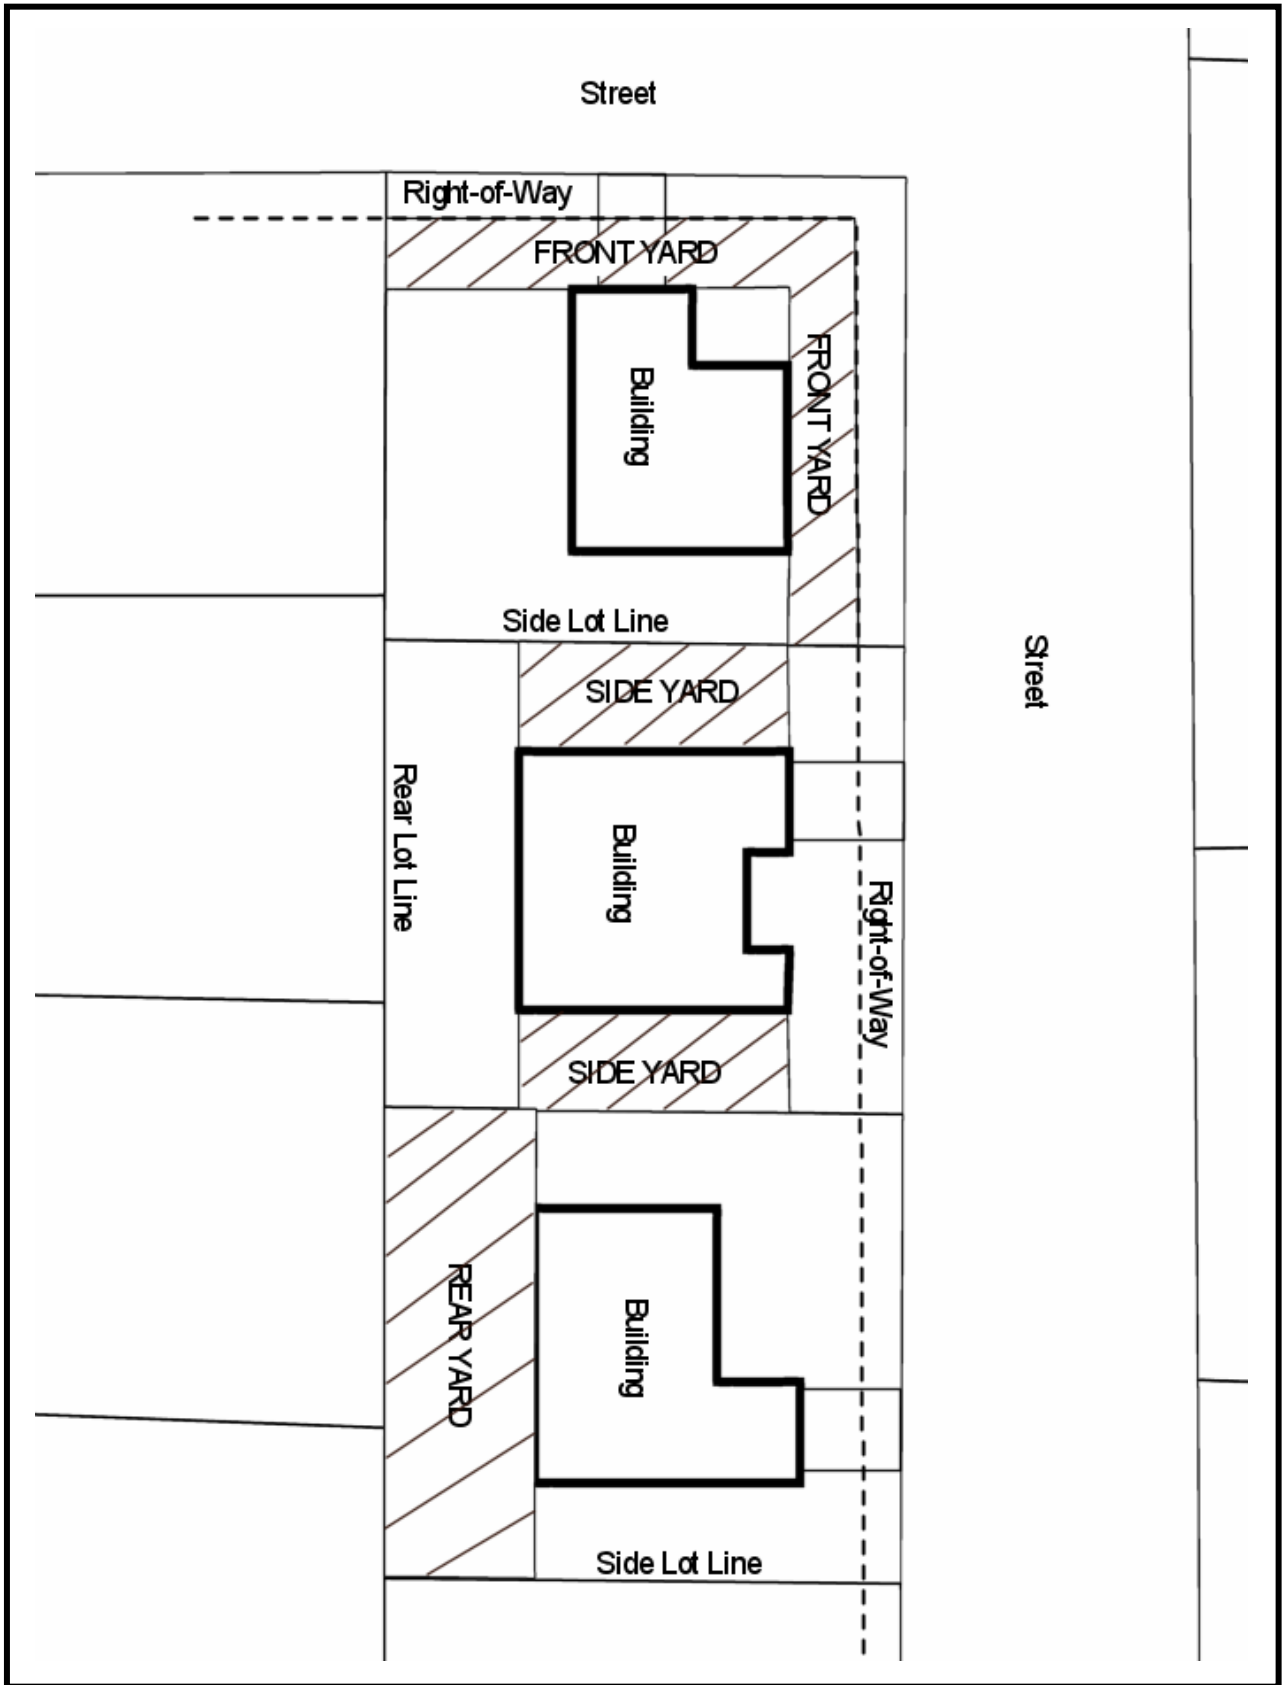 Street
Right-of-Way
FRONT YARD
FRONT YARD
Building
Side Lot Line
Street
SIDE YARD
Rear Lot Line
Building
Right-of-Way
SIDE YARD
REAR YARD
Building
Side Lot Line